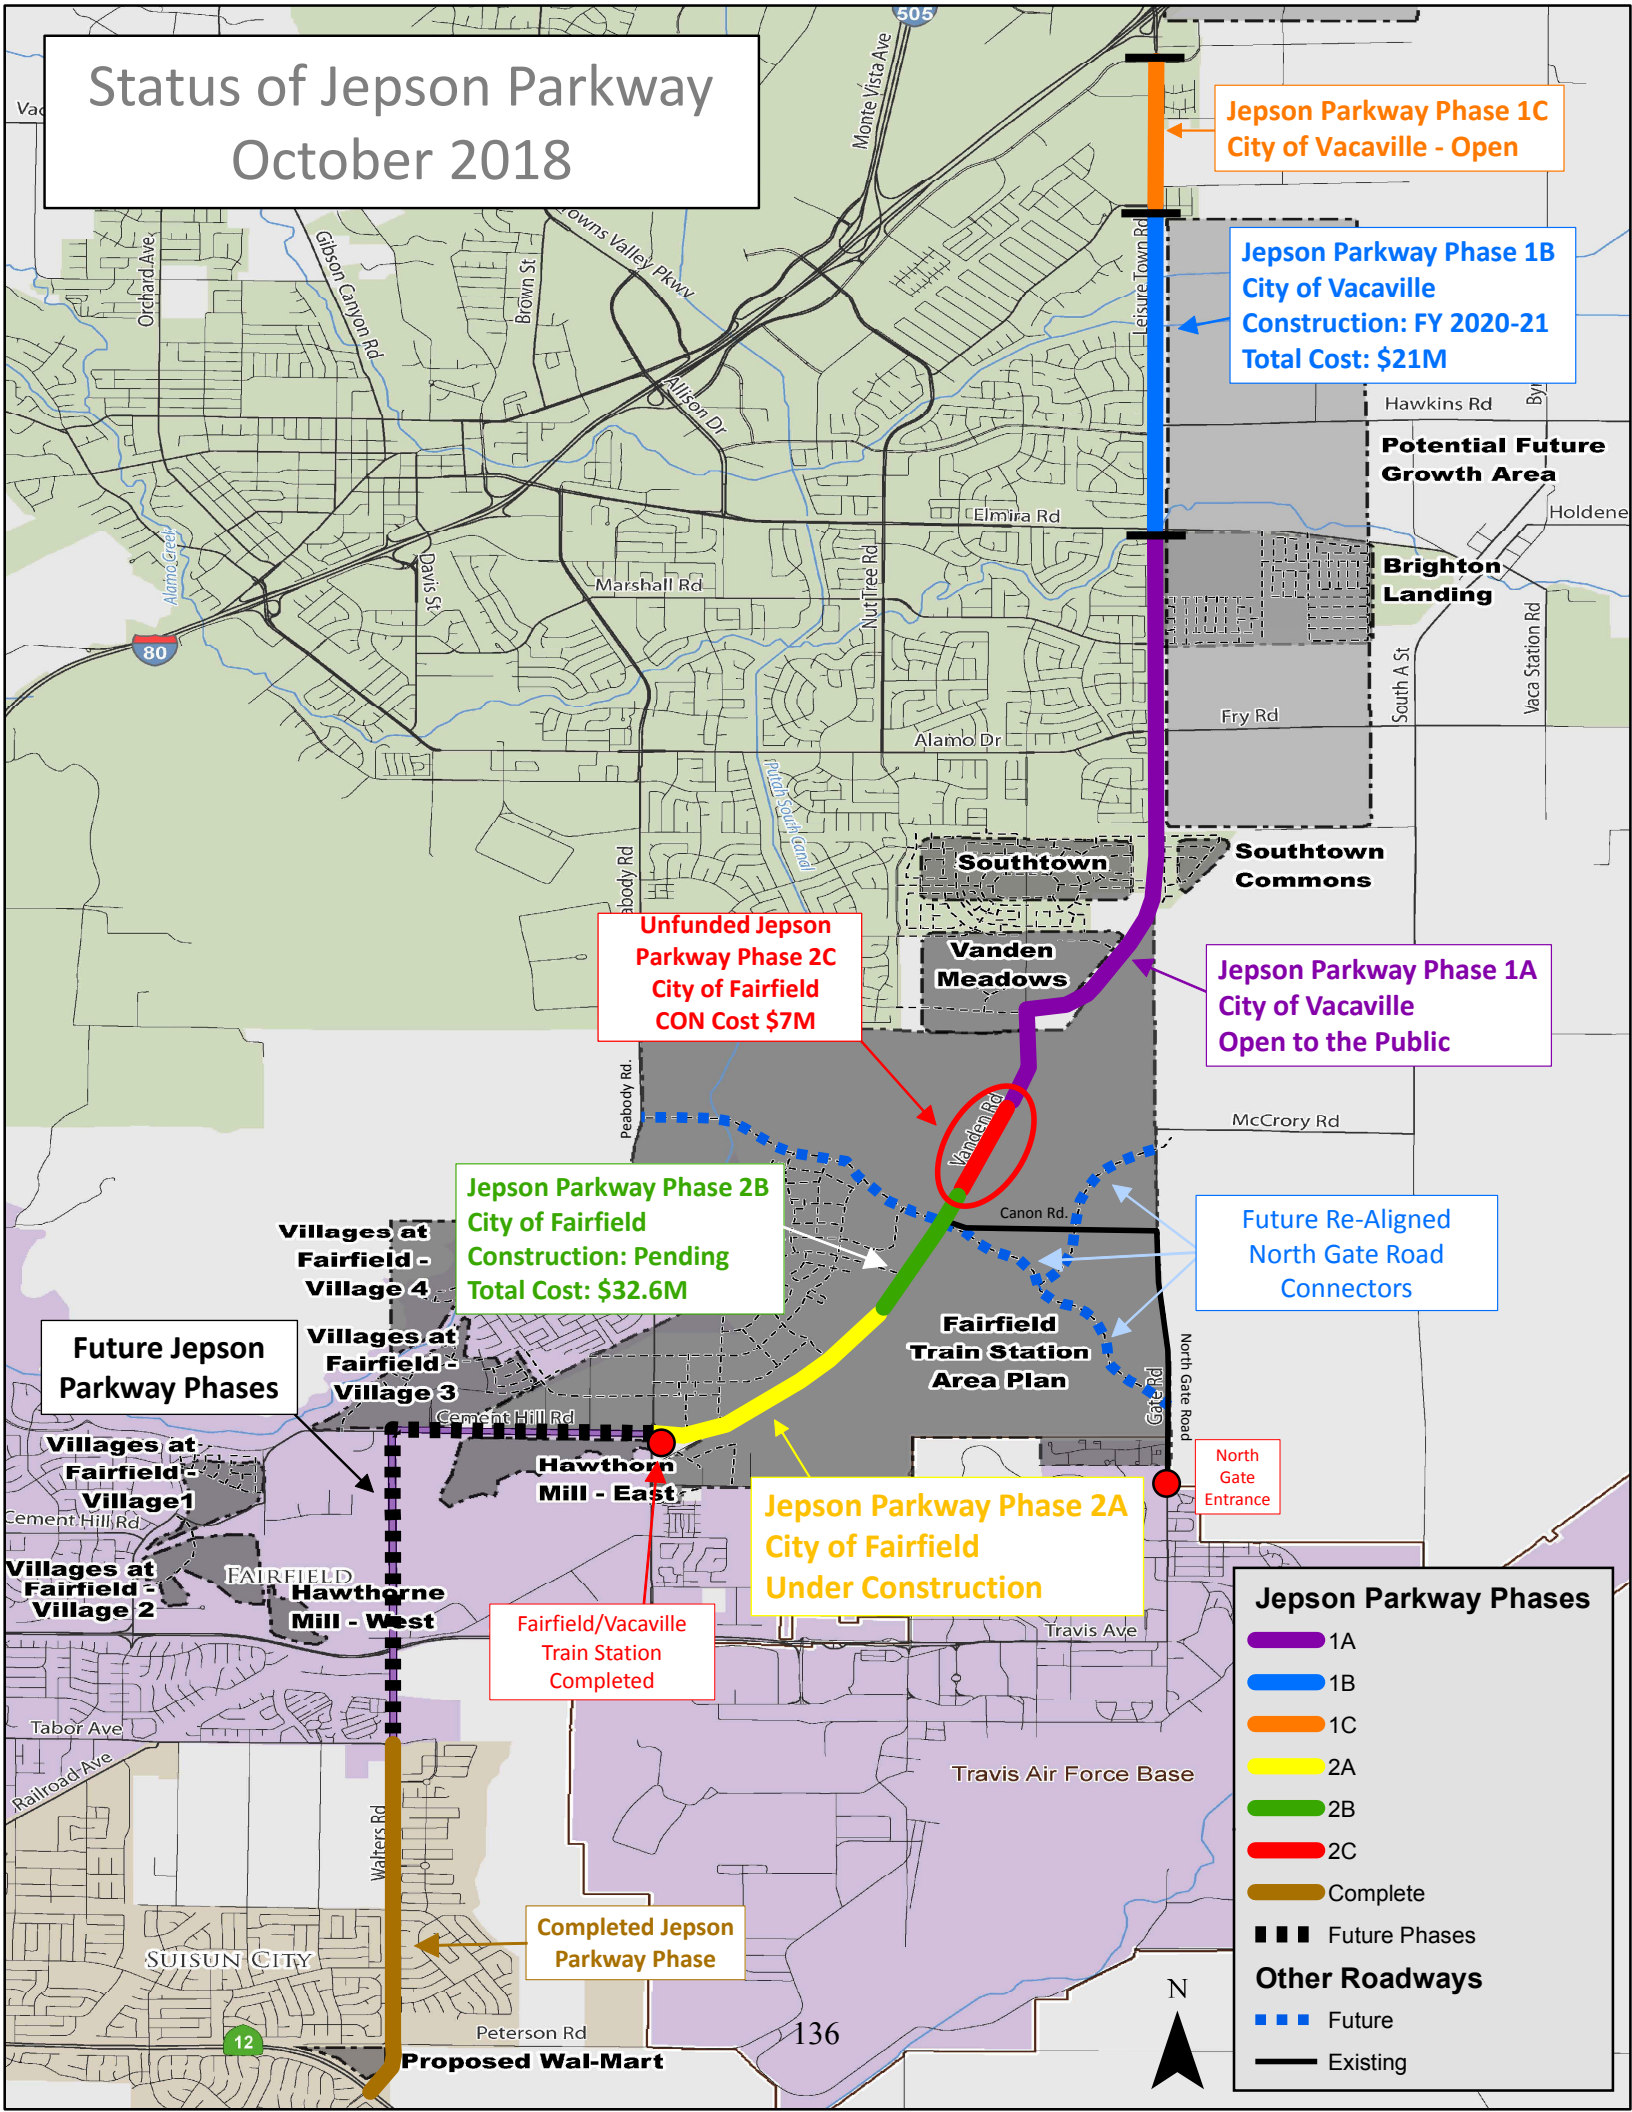 505
Status of Jepson Parkway
October 2018
Monte Vista Ave
Jepson Parkway Phase 1C
City of Vacaville - Open
Orchard Ave
Gibson Canyon Rd
Brown St
Towns Valley Pkwy
Leisure Town Rd
Jepson Parkway Phase 1B
City of Vacaville
Construction: FY 2020-21
Total Cost: $21M
Allison Dr
Hawkins Rd
Potential Future
Growth Area
Elmira Rd
Holdene
Alamo Creek
Davis St
Marshall Rd
Nut Tree Rd
Brighton
Landing
80
South A St
Vaca Station Rd
Fry Rd
Alamo Dr
Putah South Canal
abody Rd
Southtown
Southtown
Commons
Unfunded Jepson
Parkway Phase 2C
City of Fairfield
CON Cost $7M
Vanden
Meadows
Jepson Parkway Phase 1A
City of Vacaville
Open to the Public
Peabody Rd.
Vanden Rd
McCrory Rd
Jepson Parkway Phase 2B
City of Fairfield
Construction: Pending
Total Cost: $32.6M
Canon Rd.
Future Re-Aligned
North Gate Road
Connectors
Villages at
Fairfield -
Village 4
Future Jepson
Parkway Phases
Villages at
Fairfield -
Village 3
Fairfield
Train Station
Area Plan
Gate Rd
North Gate Road
Cement Hill Rd
Villages at
Fairfield -
Village1
Hawthorn
Mill - East
North
Gate
Entrance
Cement Hill Rd
Jepson Parkway Phase 2A
City of Fairfield
Under Construction
Villages at
Fairfield -
Village 2
FAIRFIELD
Hawthorne
Mill - West
Fairfield/Vacaville
Train Station
Completed
Travis Ave
Tabor Ave
Railroad Ave
Walters Rd
Travis Air Force Base
Completed Jepson
Parkway Phase
SUISUN CITY
12
Peterson Rd
Proposed Wal-Mart
136
N
Jepson Parkway Phases
1A
1B
1C
2A
2B
2C
Complete
Future Phases
Other Roadways
Future
Existing